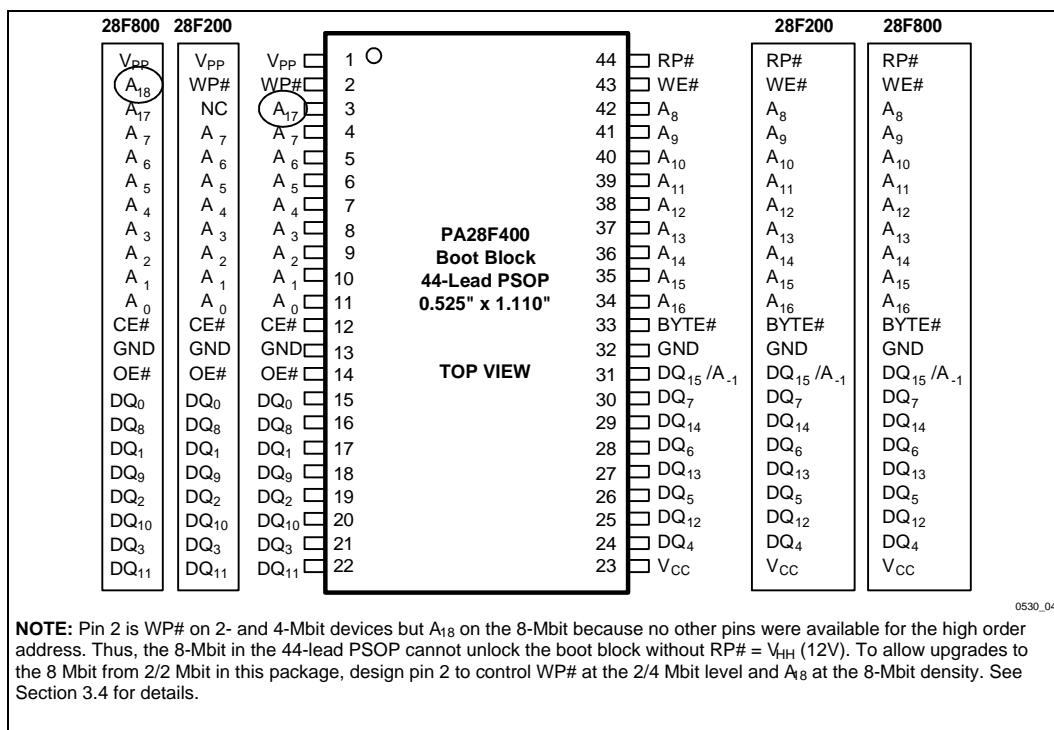 28F800 28F200 28F200 28F800
VPP VPP VPP 1 44 RP# RP# RP#
A18 WP# WP# 2 43 WE# WE# WE#
A17 NC A17 3 42 A8 A8 A8
A7 A7 A7 4 41 A9 A9 A9
A6 A6 A6 5 40 A10 A10 A10
A5 A5 A5 6 39 A11 A11 A11
A4 A4 A4 7 38 A12 A12 A12
A3 A3 A3 8 PA28F400 37 A13 A13 A13
A2 A2 A2 9 Boot Block 36 A14 A14 A14
A1 A1 A1 10 44-Lead PSOP 35 A15 A15 A15
A0 A0 A0 11 0.525" x 1.110" 34 A16 A16 A16
CE# CE# CE# 12 33 BYTE# BYTE# BYTE#
GND GND GND 13 32 GND GND GND
OE# OE# OE# 14 TOP VIEW 31 DQ15 /A-1 DQ15 /A-1 DQ15 /A-1
DQ0 DQ0 DQ0 15 30 DQ7 DQ7 DQ7
DQ8 DQ8 DQ8 16 29 DQ14 DQ14 DQ14
DQ1 DQ1 DQ1 17 28 DQ6 DQ6 DQ6
DQ9 DQ9 DQ9 18 27 DQ13 DQ13 DQ13
DQ2 DQ2 DQ2 19 26 DQ5 DQ5 DQ5
DQ10 DQ10 DQ10 20 25 DQ12 DQ12 DQ12
DQ3 DQ3 DQ3 21 24 DQ4 DQ4 DQ4
DQ11 DQ11 DQ11 22 23 VCC VCC VCC
0530_04
NOTE: Pin 2 is WP# on 2- and 4-Mbit devices but A18 on the 8-Mbit because no other pins were available for the high order
address. Thus, the 8-Mbit in the 44-lead PSOP cannot unlock the boot block without RP# = VHH (12V). To allow upgrades to
the 8 Mbit from 2/2 Mbit in this package, design pin 2 to control WP# at the 2/4 Mbit level and A18 at the 8-Mbit density. See
Section 3.4 for details.